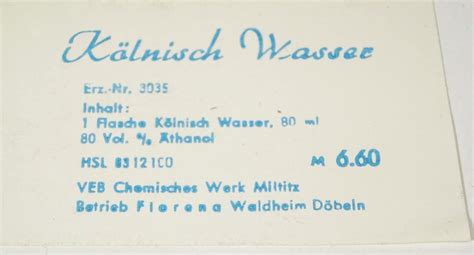 Kölnisch Wasser
Erz.-Nr. 3035
Inhalt:
1 Flasche Kölnisch Wasser, 80 ml
80 Vol. % Äthanol
HSL 8312100
M 6.60
VEB Chemisches Werk Miltitz
Betrieb Florena Waldheim Döbeln